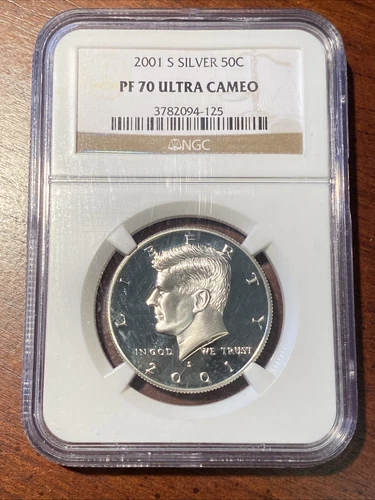 2001 S SILVER 50C
PF 70 ULTRA CAMEO
3782094-125
NGC
LIBERTY
IN GOD WE TRUST
S
2001